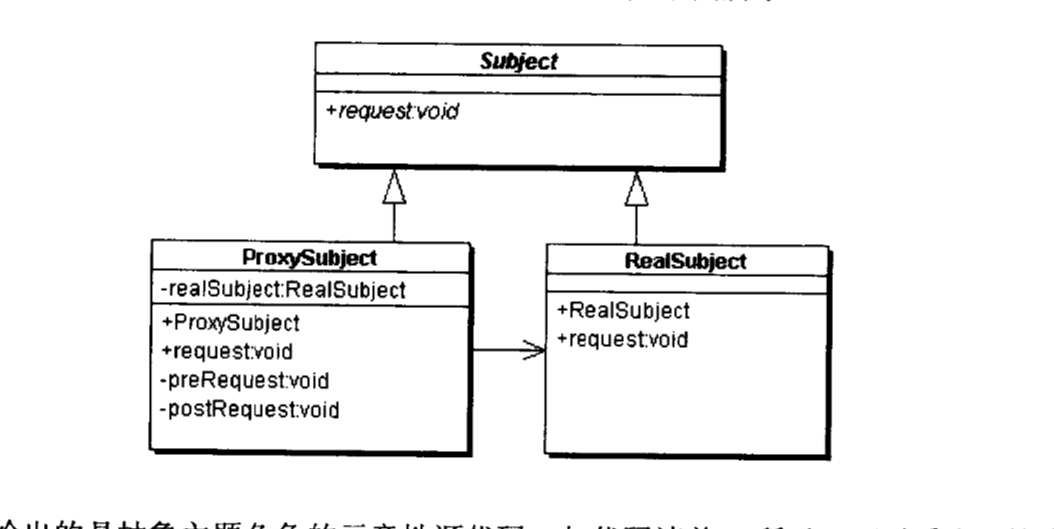 Subject
+request:void
ProxySubject
-realSubject:RealSubject
+ProxySubject
+request:void
-preRequest:void
-postRequest:void
RealSubject
+RealSubject
+request:void